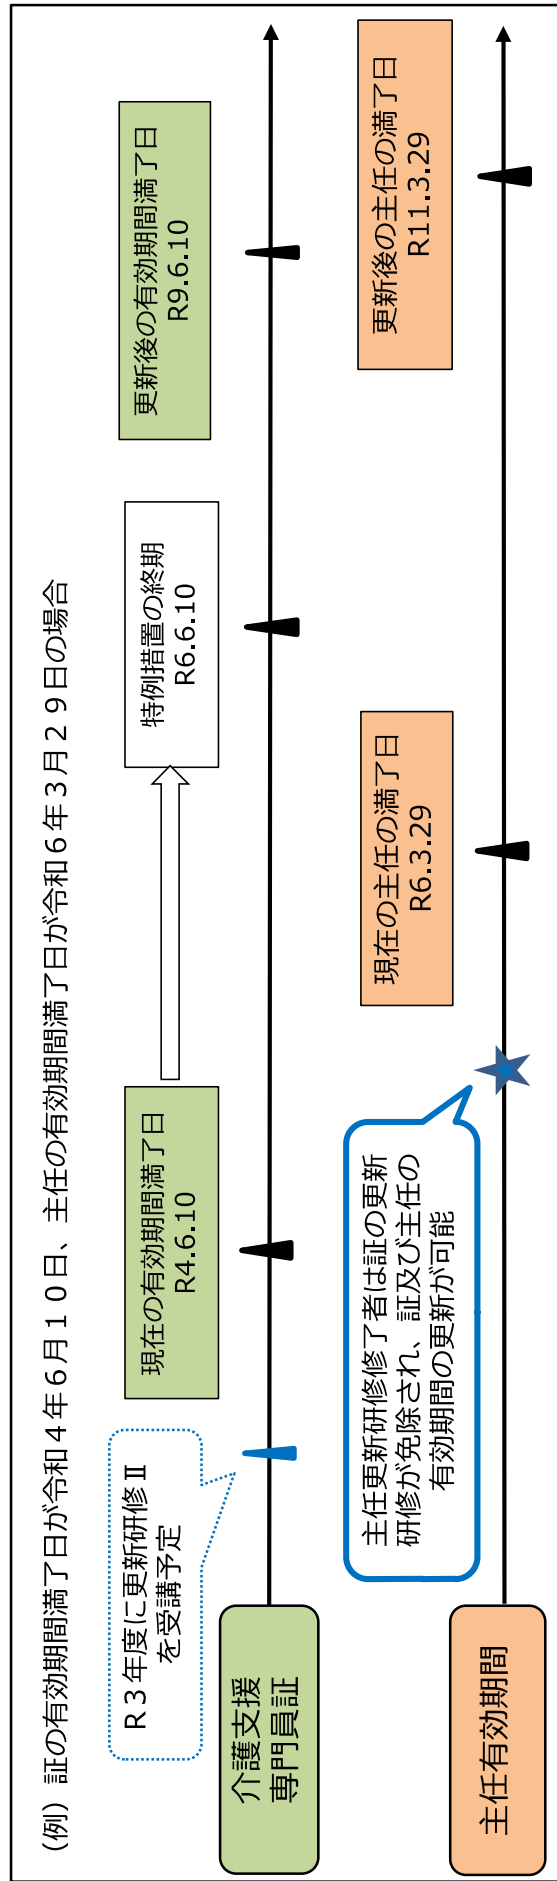 （例）証の有効期間満了日が令和４年６月１０日、主任の有効期間満了日が令和６年３月２９日の場合
R３年度に更新研修Ⅱ
を受講予定
現在の有効期間満了日
R4.6.10
特例措置の終期
R6.6.10
更新後の有効期間満了日
R9.6.10
介護支援
専門員証
主任更新研修修了者は証の更新
研修が免除され、証及び主任の
有効期間の更新が可能
現在の主任の満了日
R6.3.29
更新後の主任の満了日
R11.3.29
主任有効期間